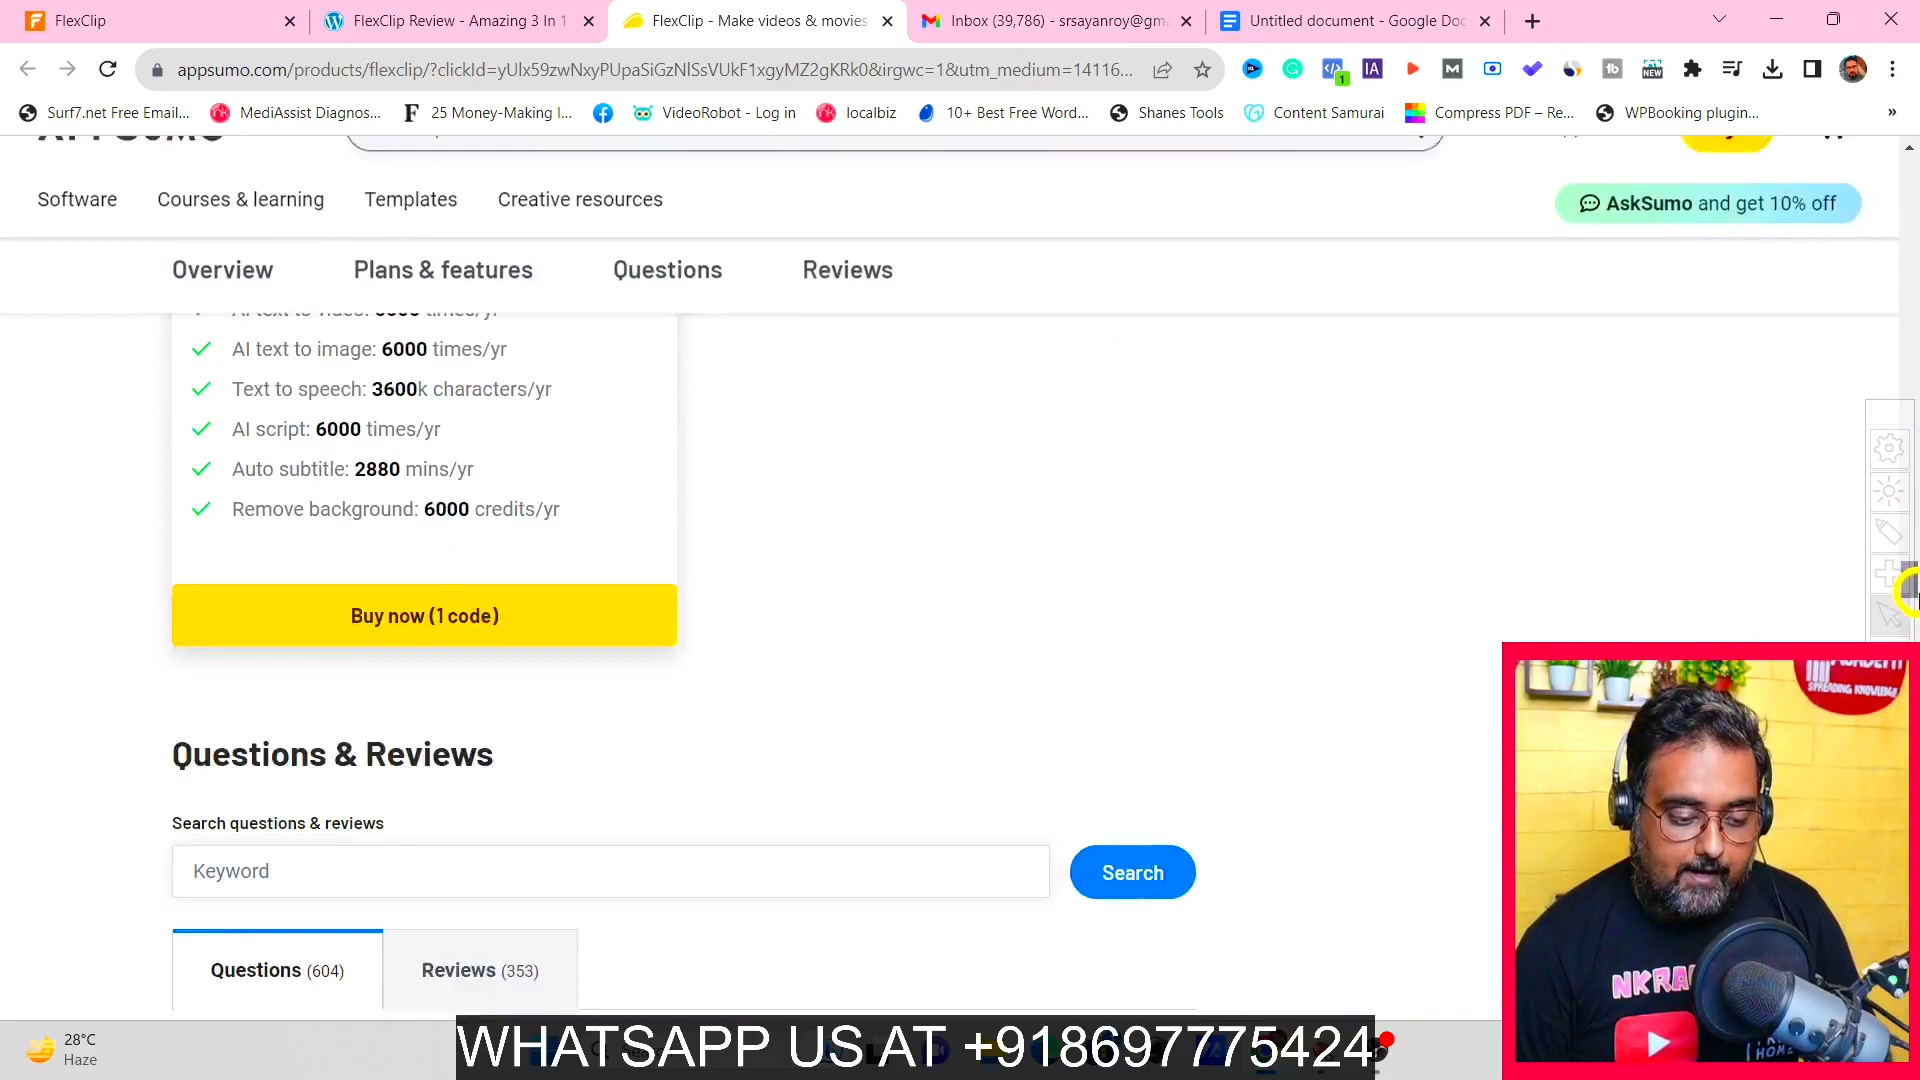 FlexClip
FlexClip Review - Amazing 3 In 1
FlexClip - Make videos & movies
Inbox (39,786) - srsayanroy@gma
Untitled document - Google Doc
appsumo.com/products/flexclip/?clickId=yUlx59zwNxyPUpaSiGzNlSsVUkF1xgyMZ2gKRk0&irgwc=1&utm_medium=14116...
Surf7.net Free Email...
MediAssist Diagnos...
25 Money-Making I...
VideoRobot - Log in
localbiz
10+ Best Free Word...
Shanes Tools
Content Samurai
Compress PDF – Re...
WPBooking plugin...
»
Software
Courses & learning
Templates
Creative resources
AskSumo and get 10% off
Overview
Plans & features
Questions
Reviews
AI text to image: 6000 times/yr
Text to speech: 3600k characters/yr
AI script: 6000 times/yr
Auto subtitle: 2880 mins/yr
Remove background: 6000 credits/yr
Buy now (1 code)
Questions & Reviews
Search questions & reviews
Keyword
Search
Questions (604)
Reviews (353)
SPREADING KNOWLEDGE
28°C
Haze
WHATSAPP US AT +918697775424